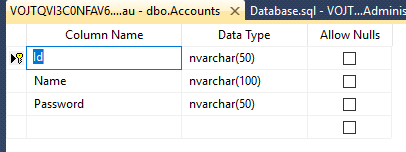 VOJTQVI3C0NFAV6....au - dbo.Accounts Database.sql - VOJT...Adminis
Column Name Data Type Allow Nulls
Id nvarchar(50)
Name nvarchar(100)
Password nvarchar(50)